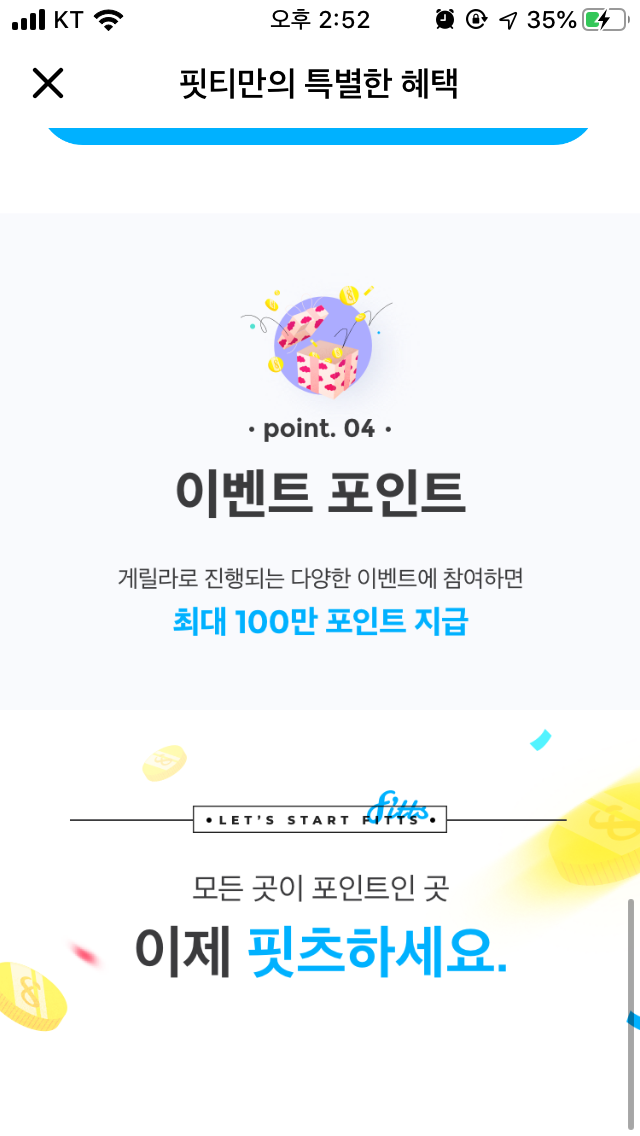 KT 오후 2:52 35%
핏티만의 특별한 혜택
· point. 04 ·
이벤트 포인트
게릴라로 진행되는 다양한 이벤트에 참여하면
최대 100만 포인트 지급
fitts
• LET'S START FITTS •
모든 곳이 포인트인 곳
이제 핏츠하세요.